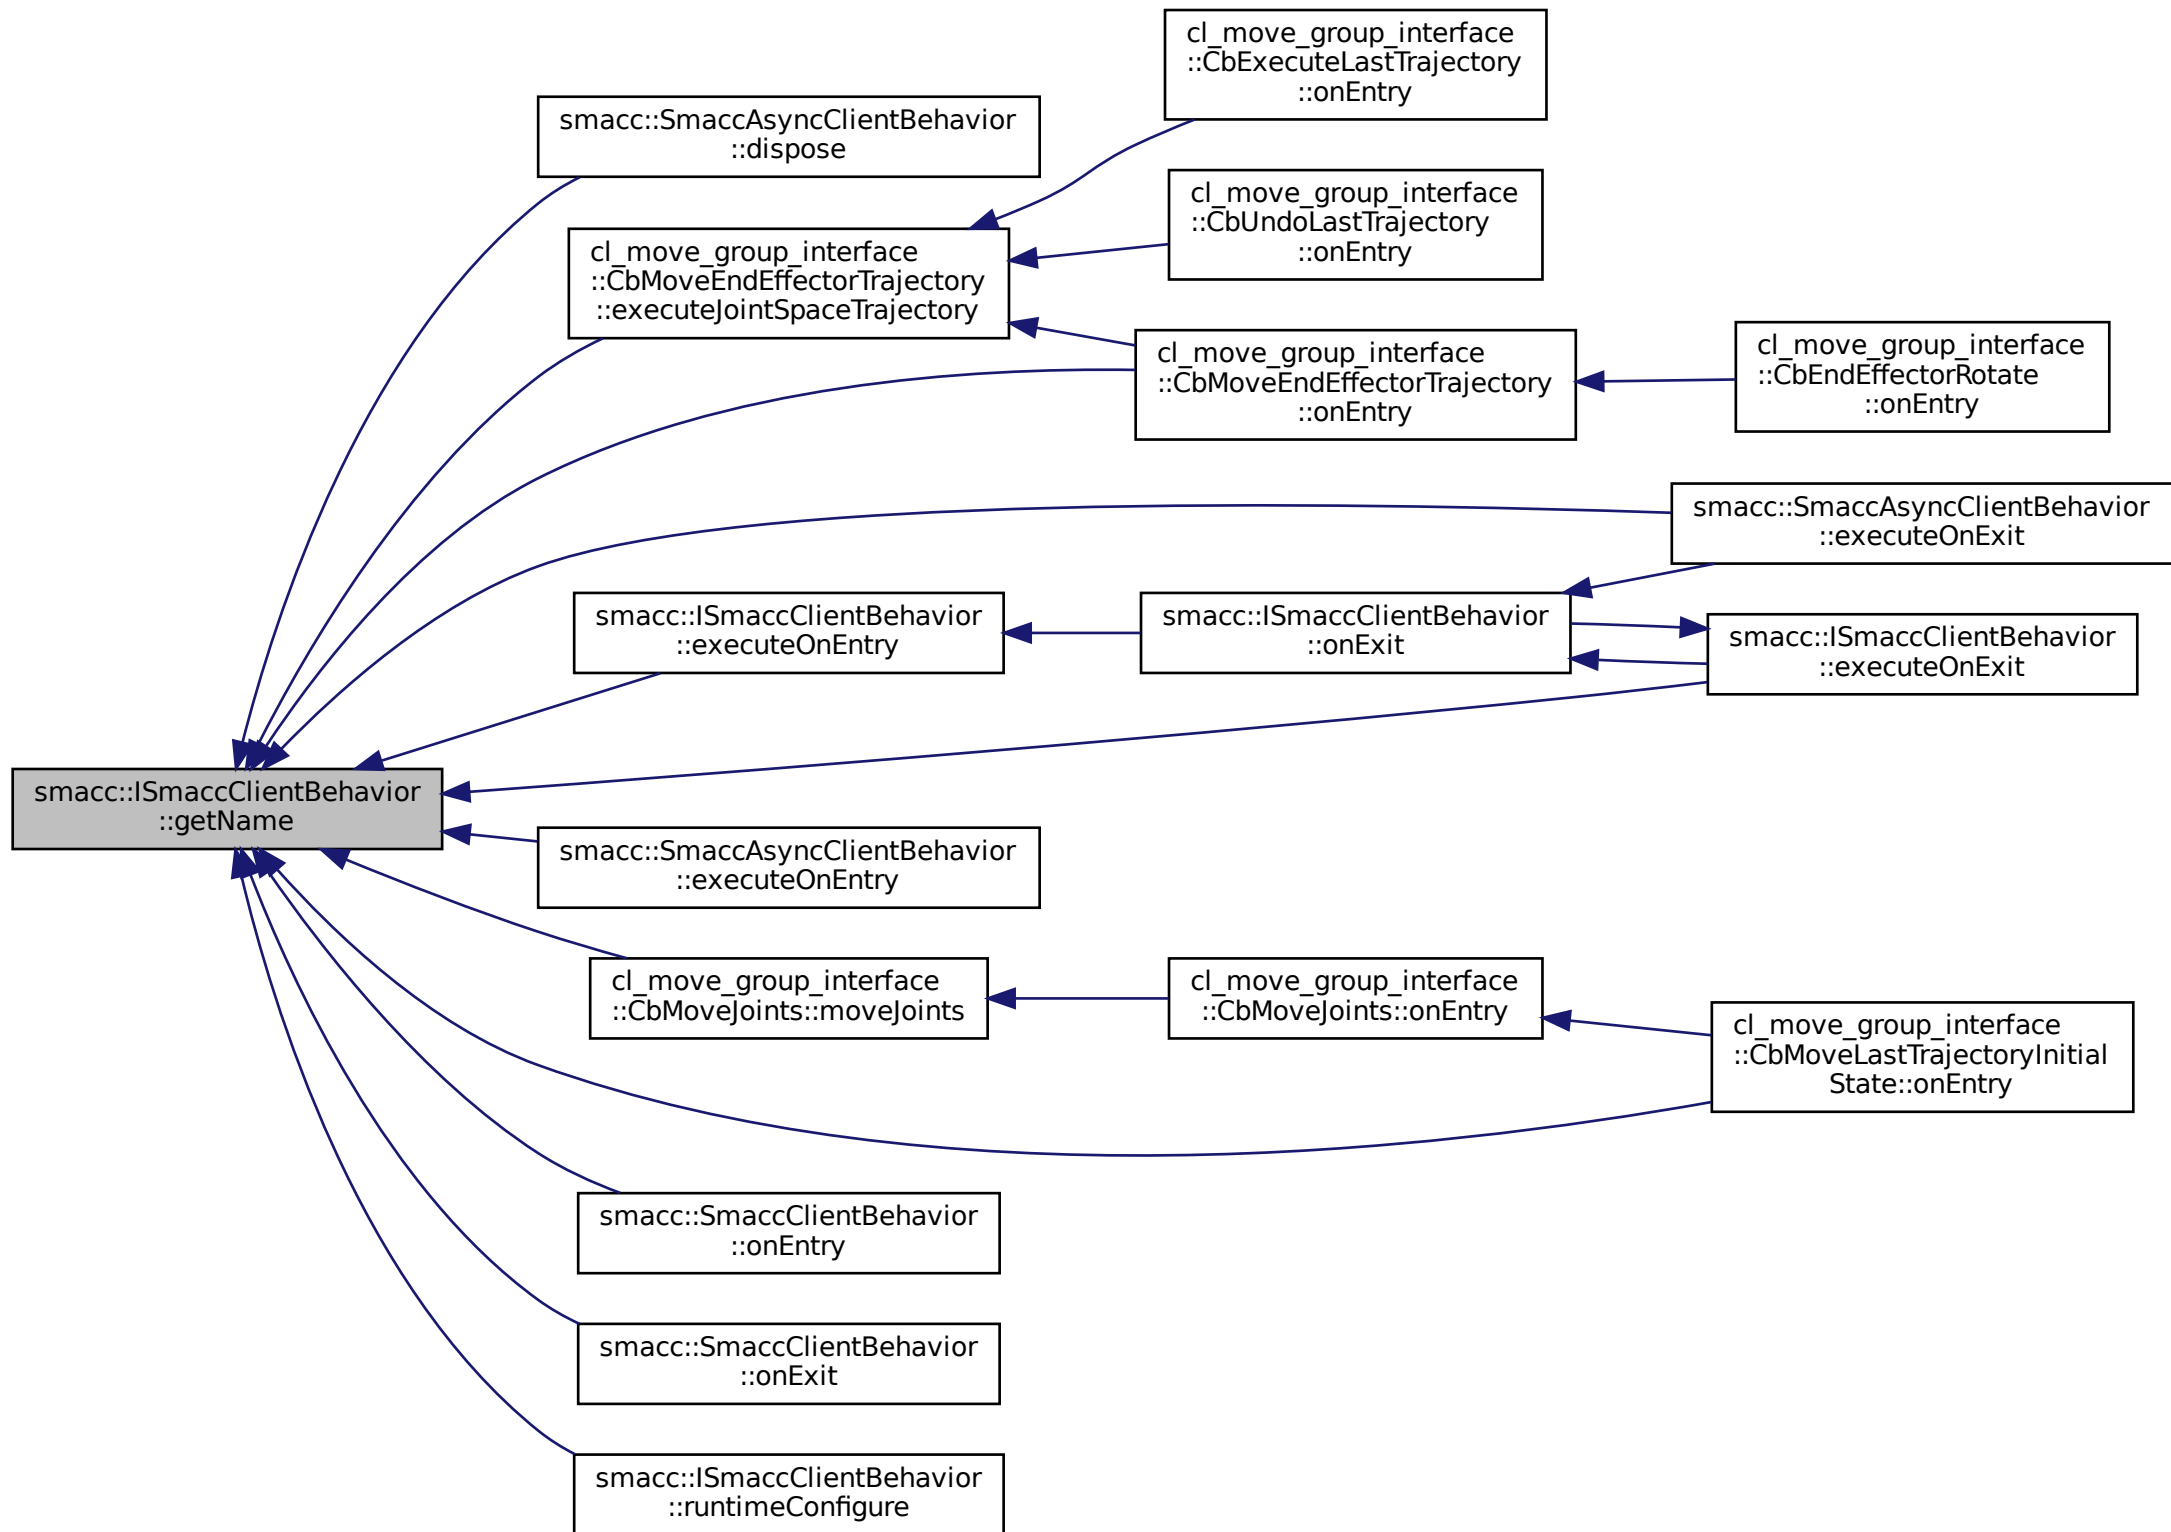 cl_move_group_interface
::CbExecuteLastTrajectory
::onEntry
smacc::SmaccAsyncClientBehavior
::dispose
cl_move_group_interface
::CbUndoLastTrajectory
::onEntry
cl_move_group_interface
::CbMoveEndEffectorTrajectory
::executeJointSpaceTrajectory
cl_move_group_interface
::CbMoveEndEffectorTrajectory
::onEntry
cl_move_group_interface
::CbEndEffectorRotate
::onEntry
smacc::SmaccAsyncClientBehavior
::executeOnExit
smacc::ISmaccClientBehavior
::executeOnEntry
smacc::ISmaccClientBehavior
::onExit
smacc::ISmaccClientBehavior
::executeOnExit
smacc::ISmaccClientBehavior
::getName
smacc::SmaccAsyncClientBehavior
::executeOnEntry
cl_move_group_interface
::CbMoveJoints::moveJoints
cl_move_group_interface
::CbMoveJoints::onEntry
cl_move_group_interface
::CbMoveLastTrajectoryInitial
State::onEntry
smacc::SmaccClientBehavior
::onEntry
smacc::SmaccClientBehavior
::onExit
smacc::ISmaccClientBehavior
::runtimeConfigure